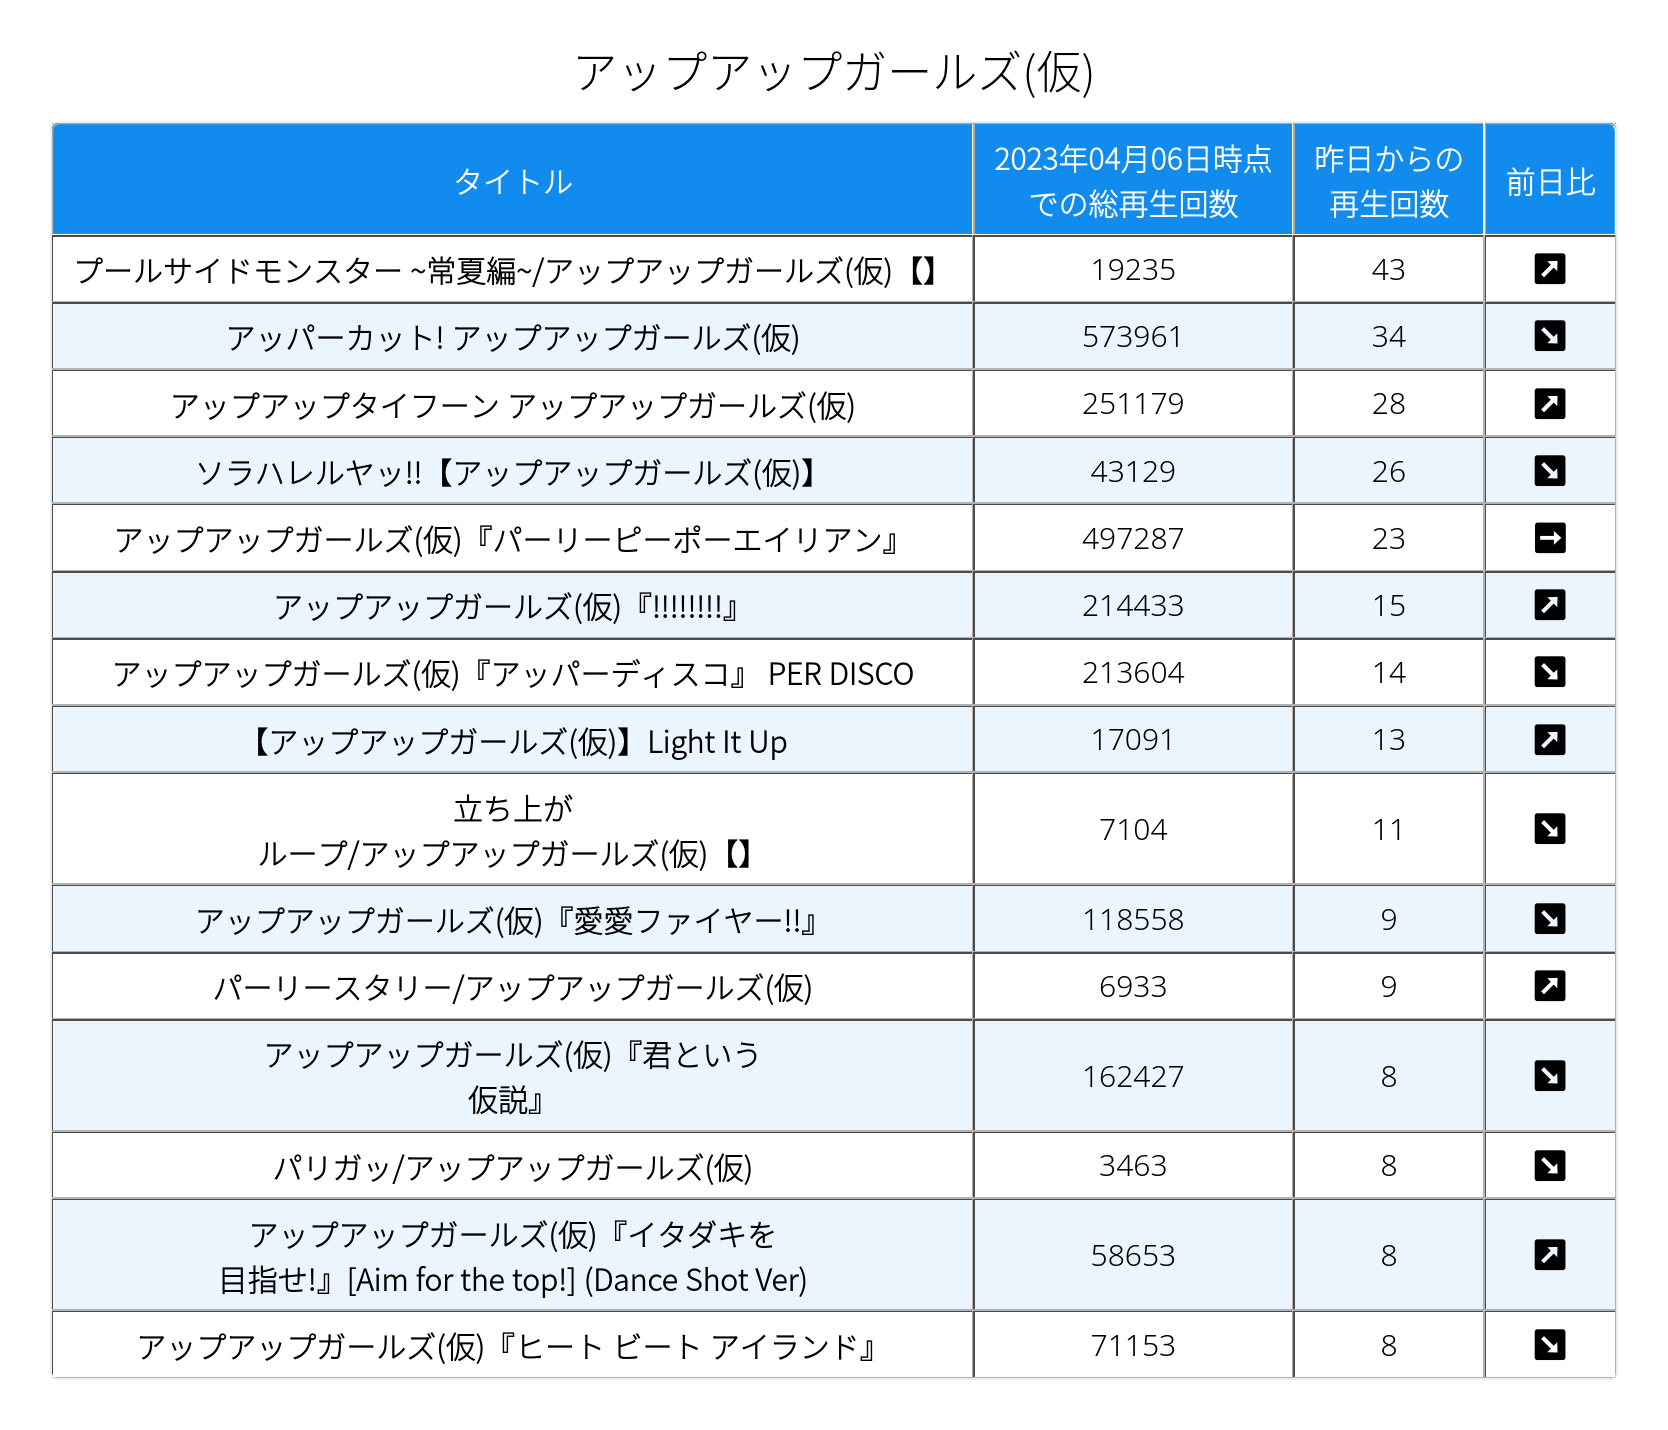 アップアップガールズ(仮)
タイトル
2023年04月06日時点
での総再生回数
昨日からの
再生回数
前日比
プールサイドモンスター ~常夏編~/アップアップガールズ(仮)【】 19235 43 ↗
アッパーカット! アップアップガールズ(仮) 573961 34 ↘
アップアップタイフーン アップアップガールズ(仮) 251179 28 ↗
ソラハレルヤッ!!【アップアップガールズ(仮)】 43129 26 ↘
アップアップガールズ(仮)『パーリーピーポーエイリアン』 497287 23 →
アップアップガールズ(仮)『!!!!!!!!』 214433 15 ↗
アップアップガールズ(仮)『アッパーディスコ』 PER DISCO 213604 14 ↘
【アップアップガールズ(仮)】Light It Up 17091 13 ↗
立ち上が
ループ/アップアップガールズ(仮)【】 7104 11 ↘
アップアップガールズ(仮)『愛愛ファイヤー!!』 118558 9 ↘
パーリースタリー/アップアップガールズ(仮) 6933 9 ↗
アップアップガールズ(仮)『君という
仮説』 162427 8 ↘
パリガッ/アップアップガールズ(仮) 3463 8 ↘
アップアップガールズ(仮)『イタダキを
目指せ!』[Aim for the top!] (Dance Shot Ver) 58653 8 ↗
アップアップガールズ(仮)『ヒート ビート アイランド』 71153 8 ↘